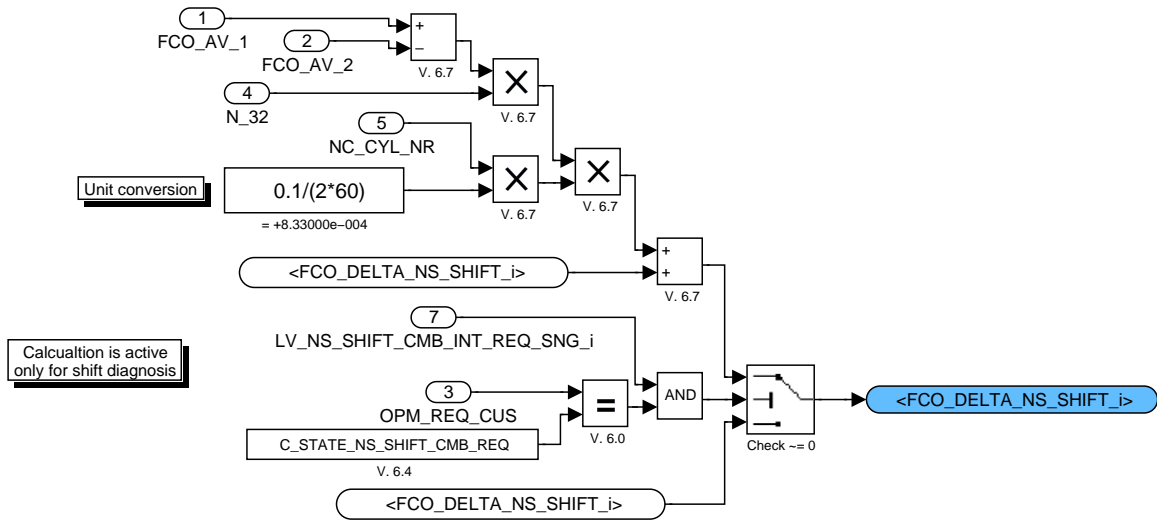 1
FCO_AV_1
2
FCO_AV_2
+
−
V. 6.7
4
N_32
V. 6.7
5
NC_CYL_NR
Unit conversion
0.1/(2*60)
= +8.33000e−004
V. 6.7
V. 6.7
<FCO_DELTA_NS_SHIFT_i>
+
+
V. 6.7
7
LV_NS_SHIFT_CMB_INT_REQ_SNG_i
Calcualtion is active
only for shift diagnosis
3
OPM_REQ_CUS
=
V. 6.0
AND
C_STATE_NS_SHIFT_CMB_REQ
V. 6.4
Check ~= 0
<FCO_DELTA_NS_SHIFT_i>
<FCO_DELTA_NS_SHIFT_i>